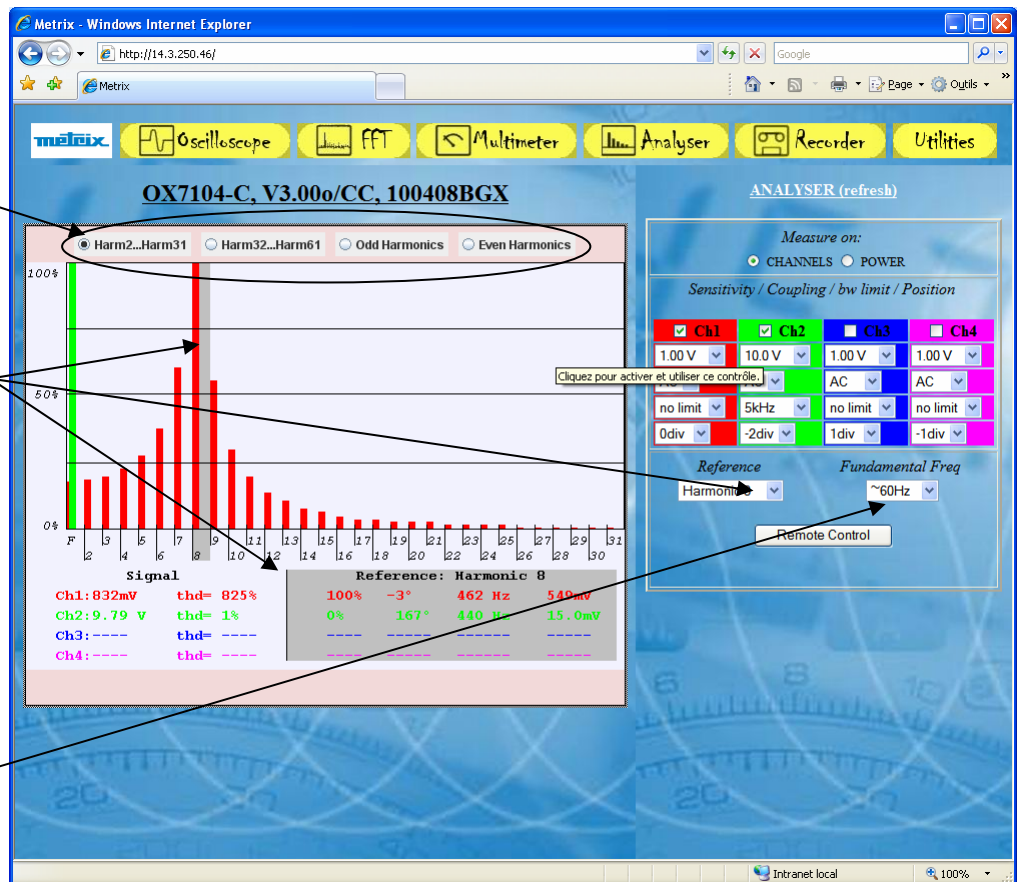 Metrix - Windows Internet Explorer
http://14.3.250.46/
Google
Metrix
Page
Outils
»
metrix
Oscilloscope
FFT
Multimeter
Analyser
Recorder
Utilities
OX7104-C, V3.00o/CC, 100408BGX
ANALYSER (refresh)
Harm2...Harm31 Harm32...Harm61 Odd Harmonics Even Harmonics
100%
50%
0%
F 3 5 7 9 11 13 15 17 19 21 23 25 27 29 31
2 4 6 8 10 12 14 16 18 20 22 24 26 28 30
Signal
Reference: Harmonic 8
Ch1:832mV thd= 825% 100% -3° 462 Hz 549mV
Ch2:9.79 V thd= 1% 0% 167° 440 Hz 15.0mV
Ch3:---- thd= ---- ---- ----- ------ -----
Ch4:---- thd= ---- ---- ----- ------ -----
Measure on:
CHANNELS POWER
Sensitivity / Coupling / bw limit / Position
Ch1 Ch2 Ch3 Ch4
1.00 V 10.0 V 1.00 V 1.00 V
Cliquez pour activer et utiliser ce contrôle.
AC AC
no limit 5kHz no limit no limit
0div -2div 1div -1div
Reference Fundamental Freq
Harmonic ~60Hz
Remote Control
Intranet local
100%